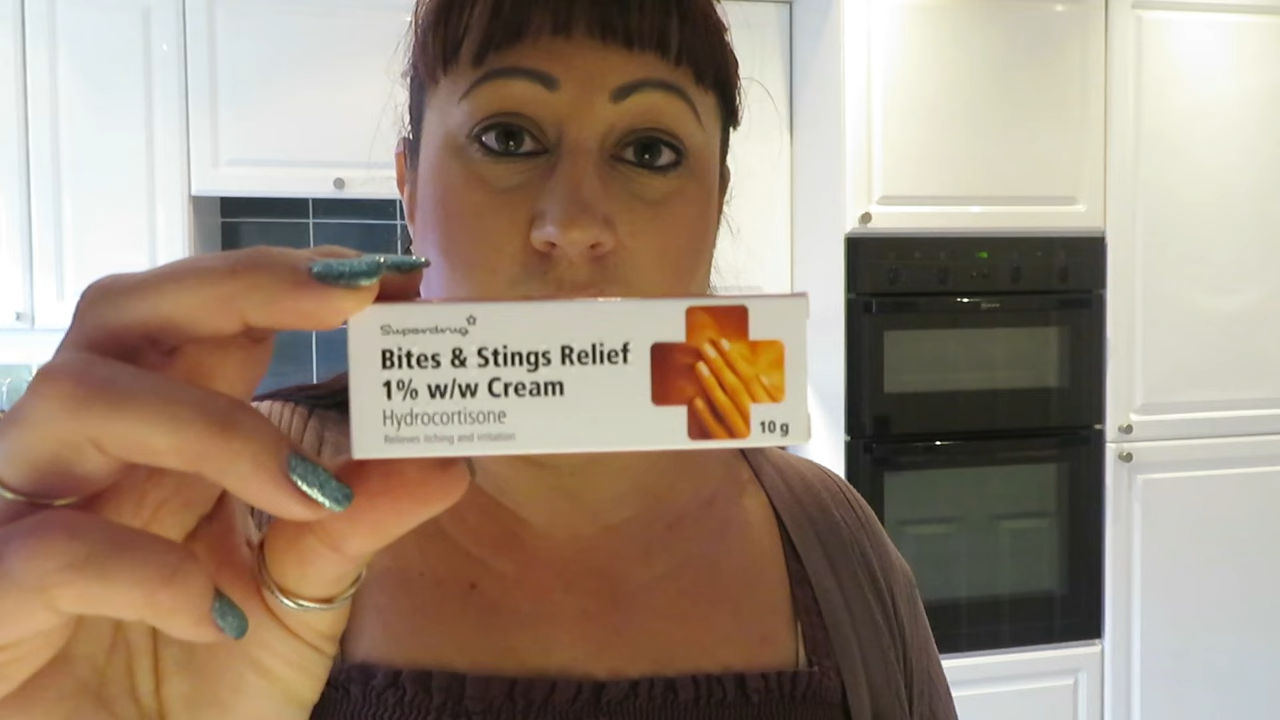 Superdrug
Bites & Stings Relief
1% w/w Cream
Hydrocortisone
Relieves itching and irritation
10 g